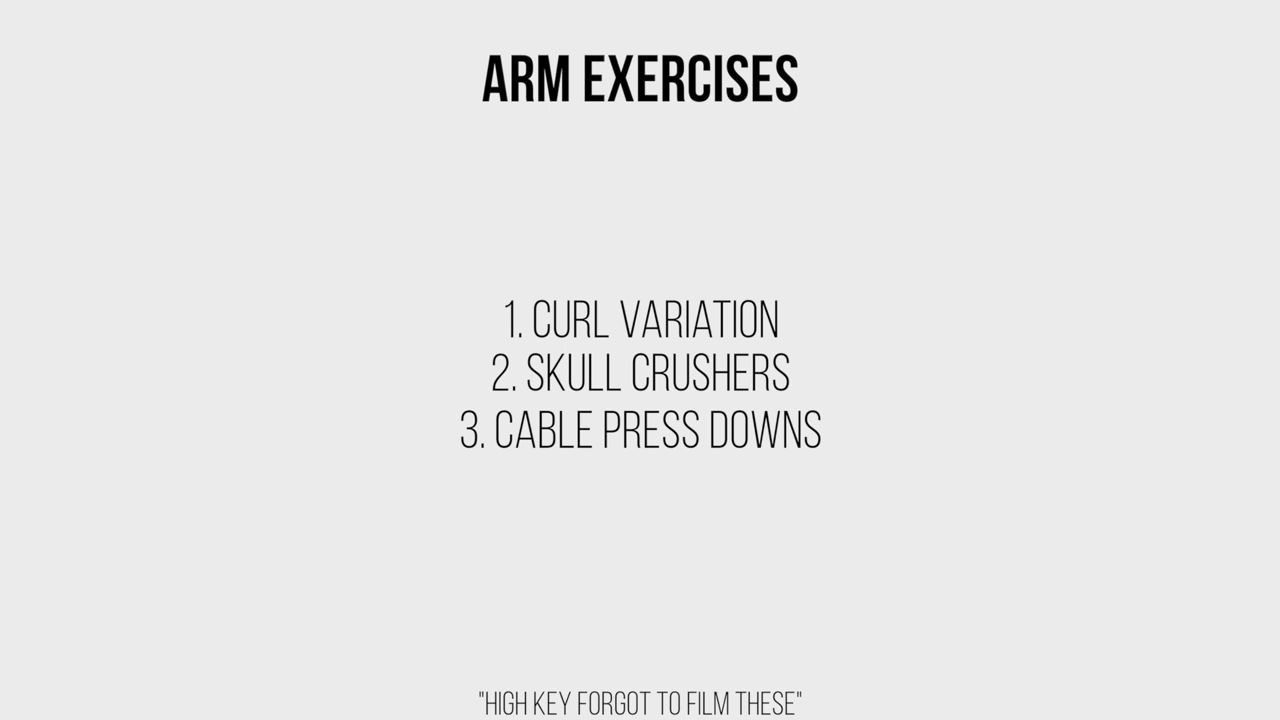 ARM EXERCISES
1. CURL VARIATION
2. SKULL CRUSHERS
3. CABLE PRESS DOWNS
"HIGH KEY FORGOT TO FILM THESE"